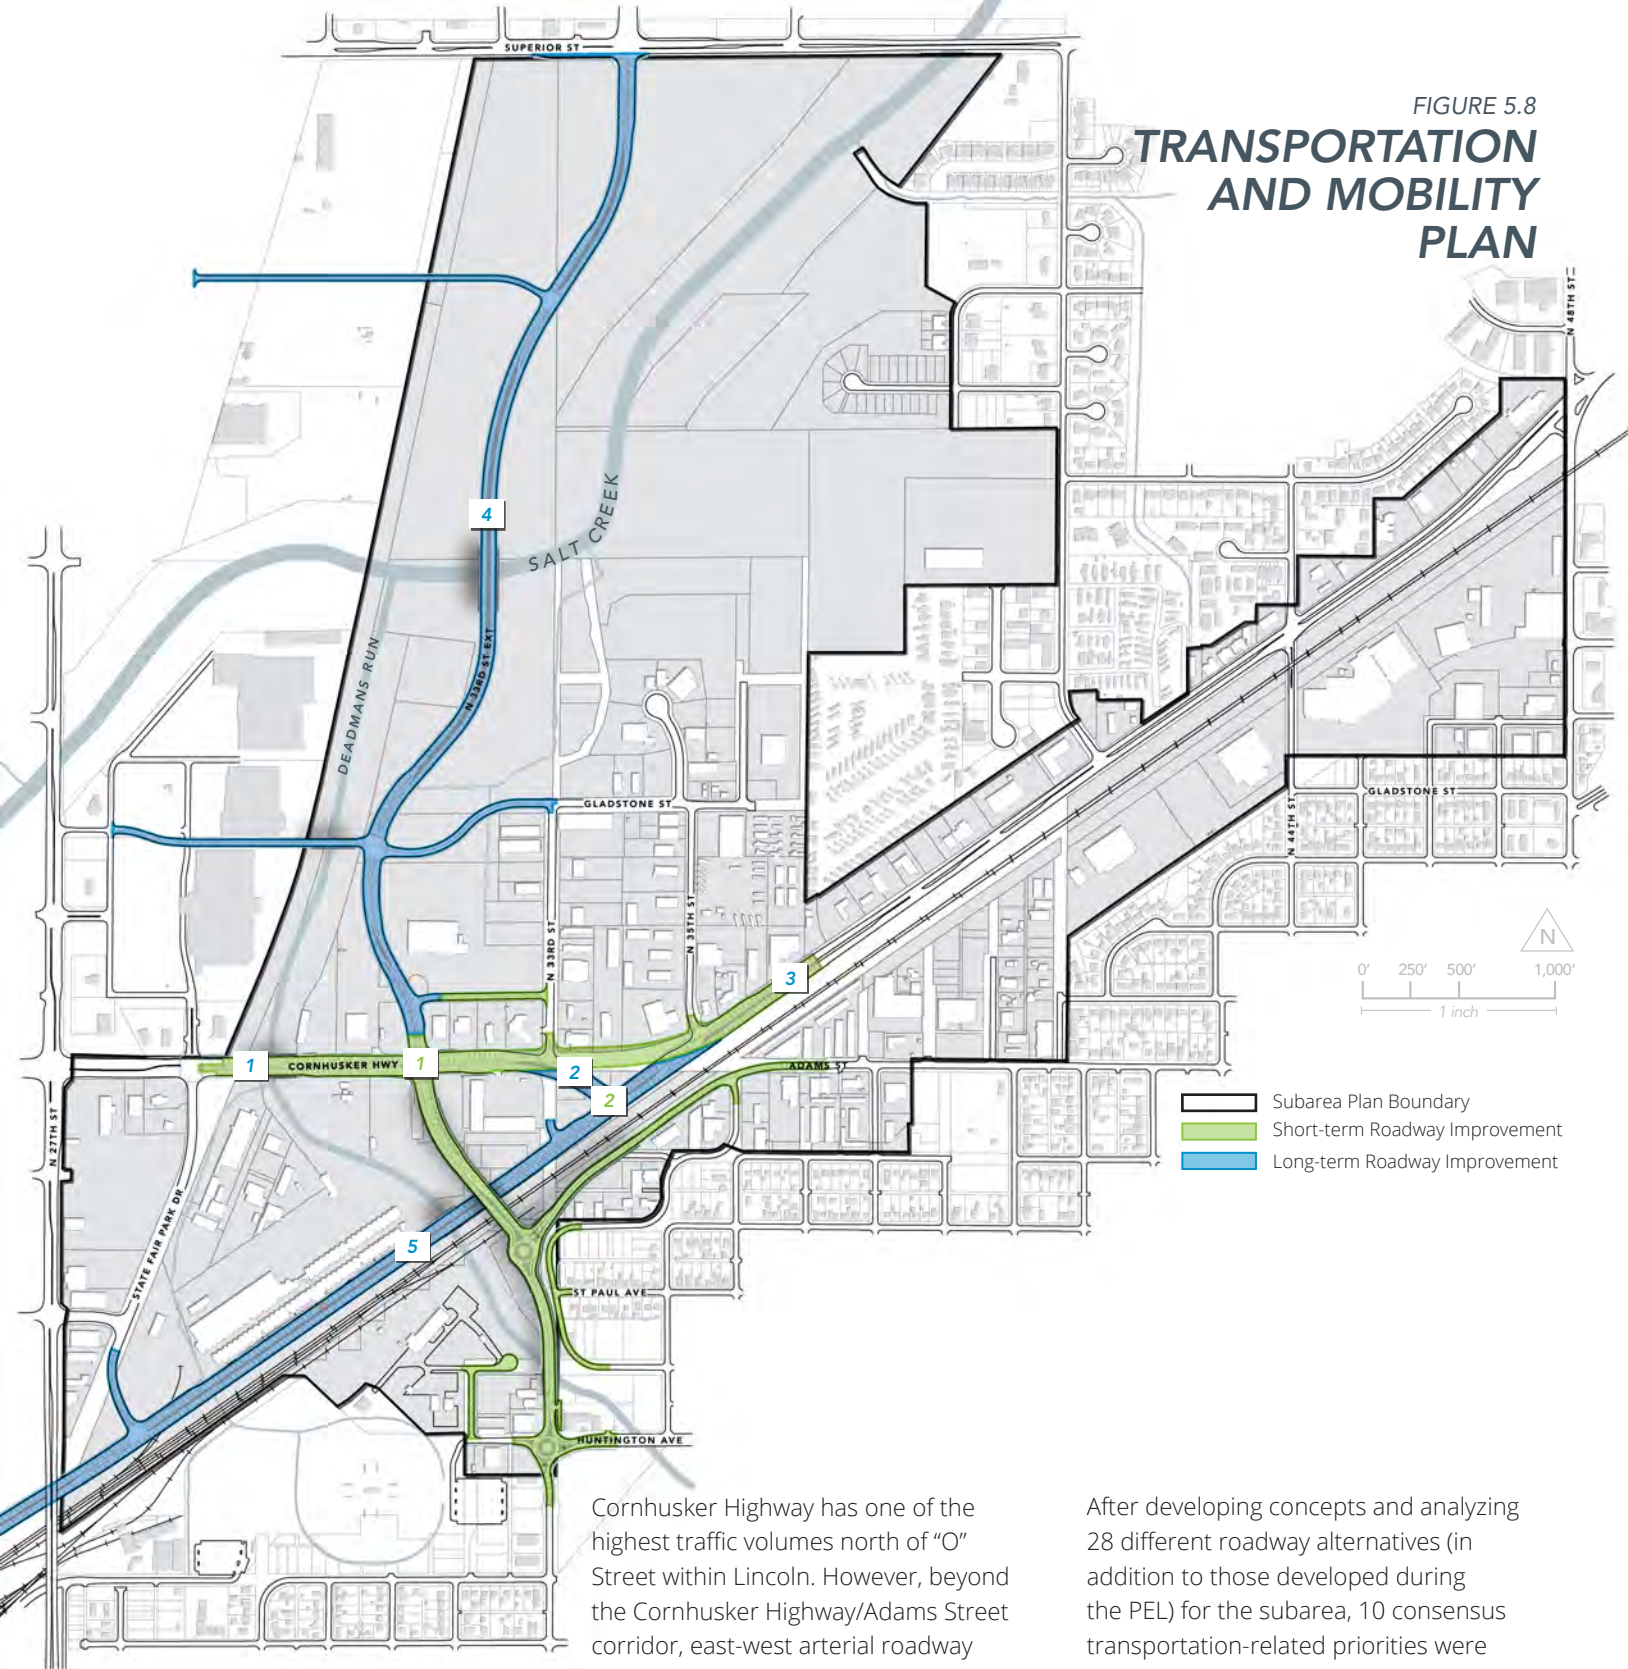 FIGURE 5.8
TRANSPORTATION
AND MOBILITY
PLAN
SUPERIOR ST
N 48TH ST
4
SALT CREEK
N 33RD ST EXT
DEADMANS RUN
GLADSTONE ST
GLADSTONE ST
N 44TH ST
N 35TH ST
N 33RD ST
N
0' 250' 500' 1,000'
1 inch
3
1
CORNHUSKER HWY
1
2
ADAMS ST
2
N 27TH ST
Subarea Plan Boundary
Short-term Roadway Improvement
Long-term Roadway Improvement
STATE FAIR PARK DR
5
ST PAUL AVE
HUNTINGTON AVE
Cornhusker Highway has one of the
highest traffic volumes north of “O”
Street within Lincoln. However, beyond
the Cornhusker Highway/Adams Street
corridor, east-west arterial roadway
After developing concepts and analyzing
28 different roadway alternatives (in
addition to those developed during
the PEL) for the subarea, 10 consensus
transportation-related priorities were